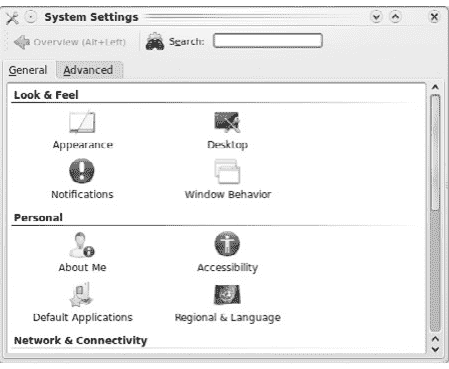 System Settings
Overview (Alt+Left) Search:
General Advanced
Look & Feel
Appearance Desktop
Notifications Window Behavior
Personal
About Me Accessibility
Default Applications Regional & Language
Network & Connectivity